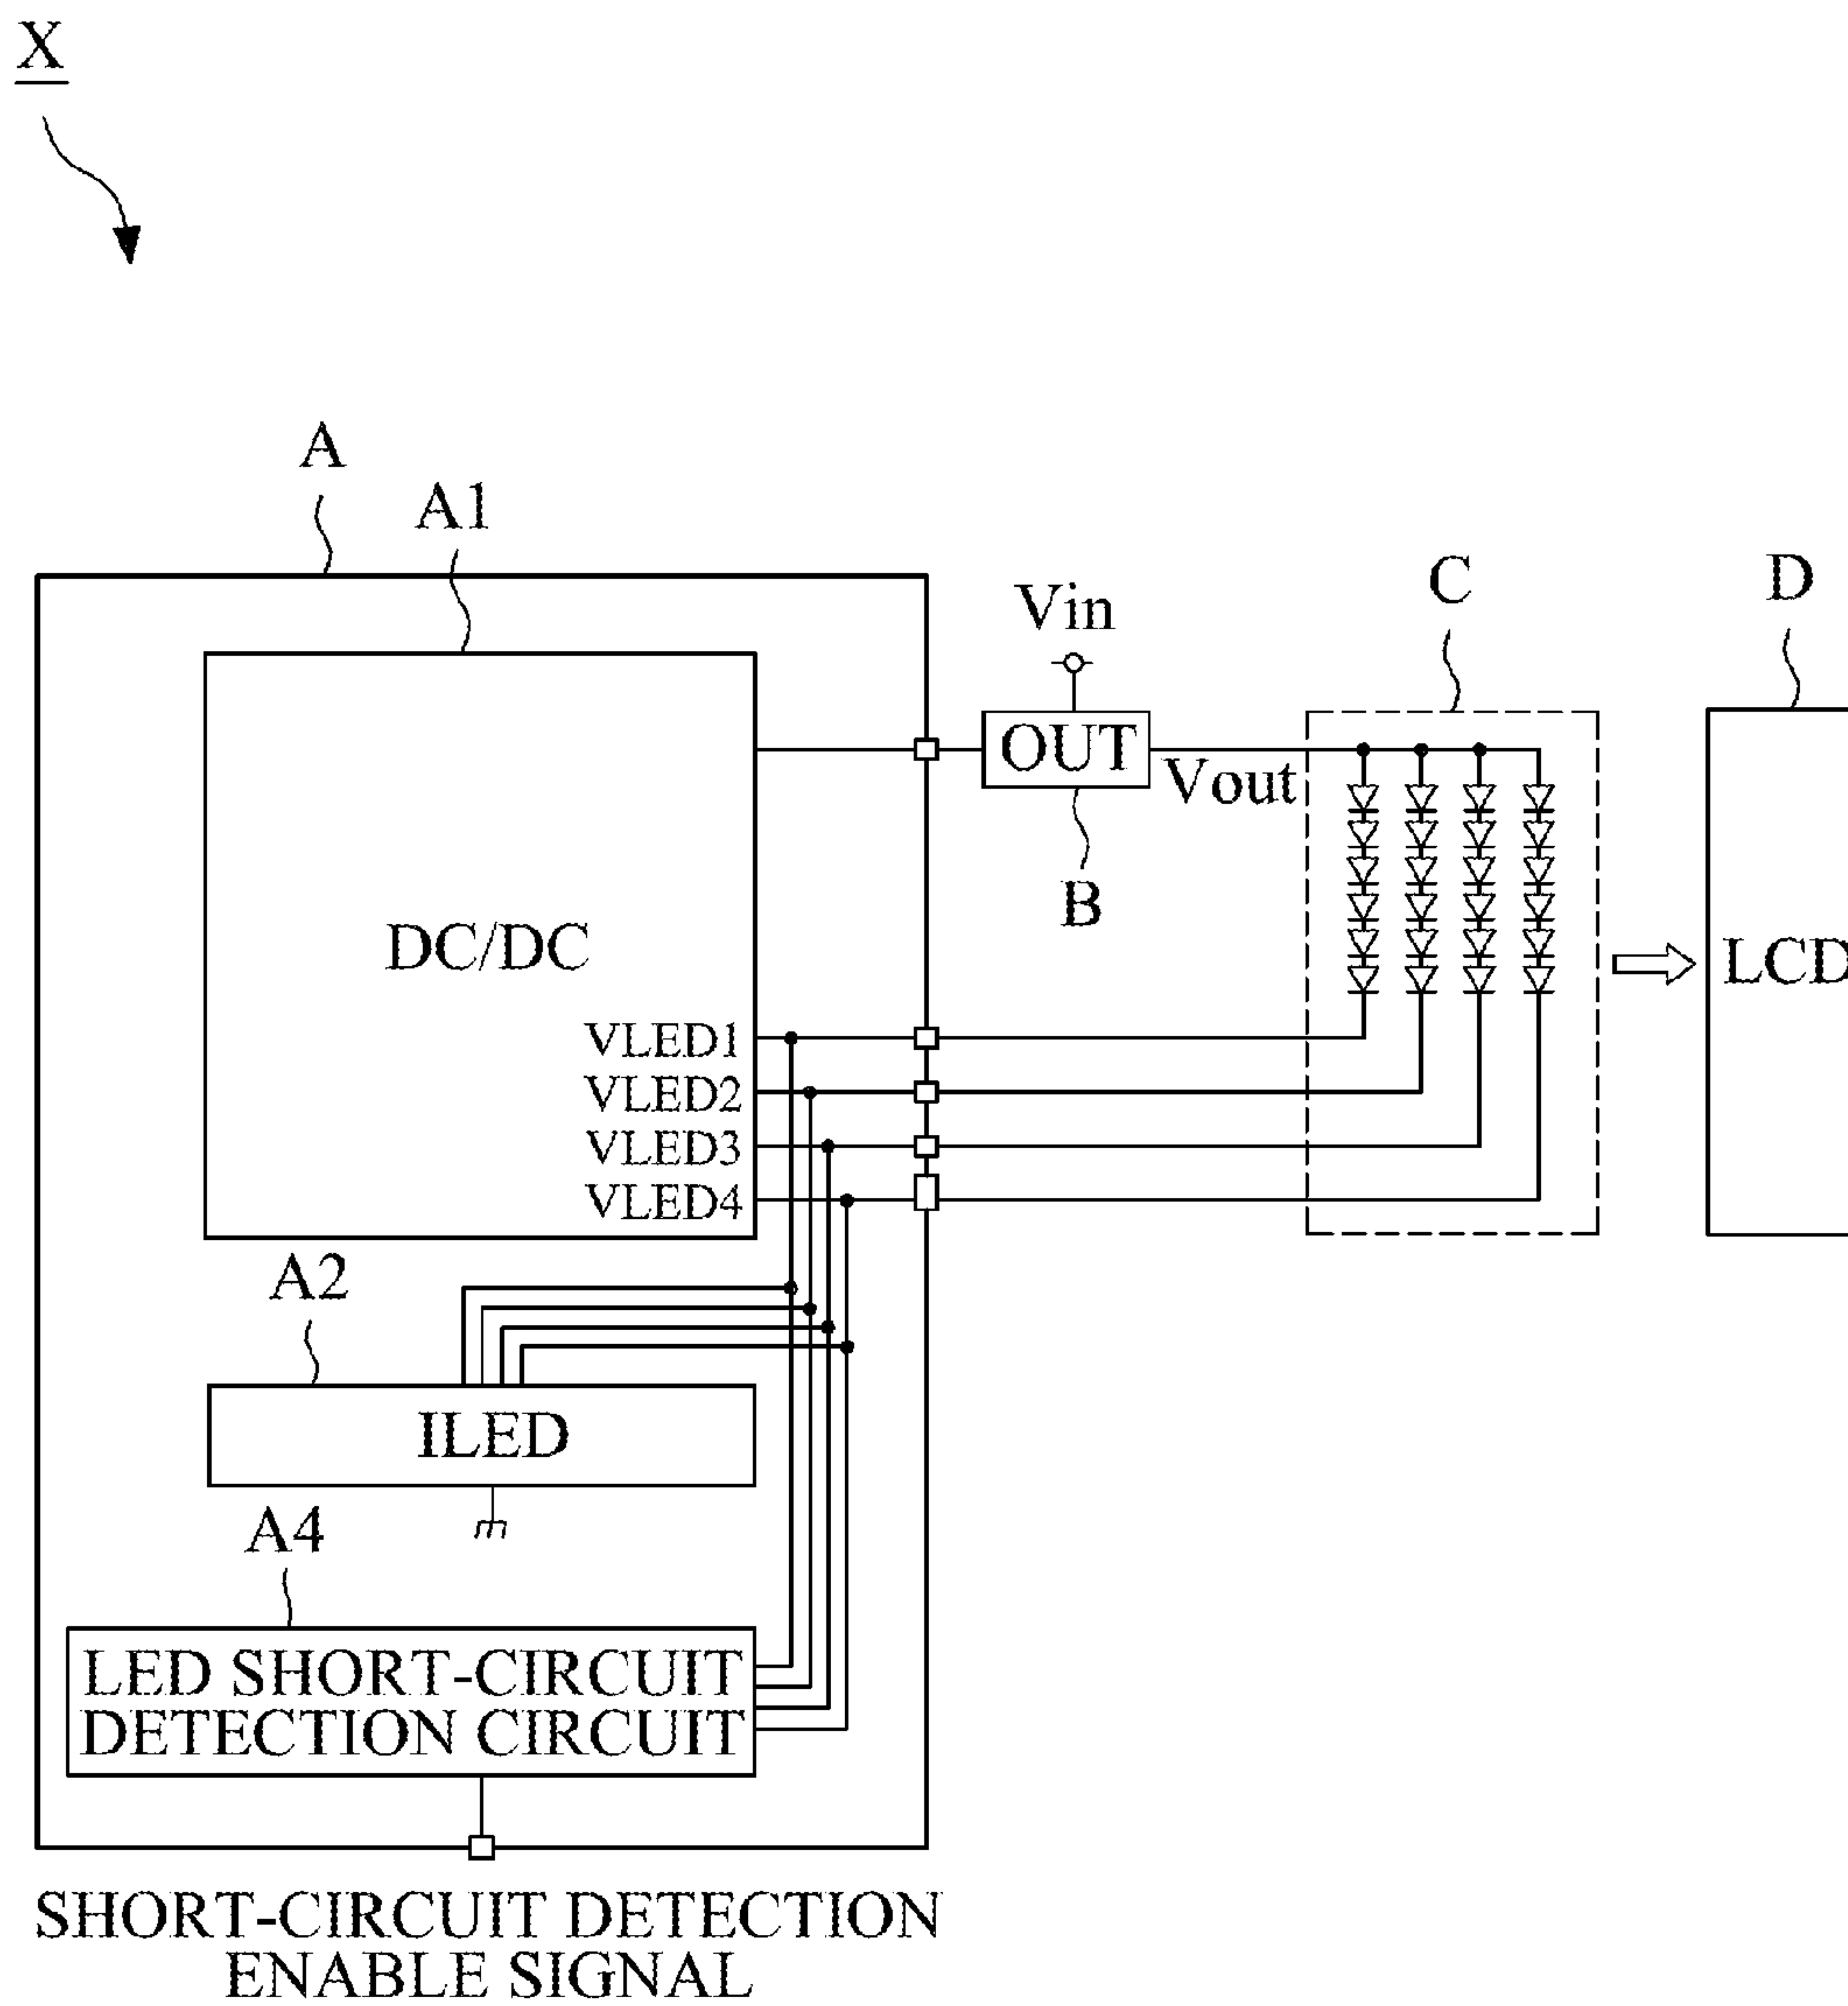 X
A
A1
Vin
C
D
OUT
Vout
B
DC/DC
LCD
VLED1
VLED2
VLED3
VLED4
A2
ILED
A4
LED SHORT-CIRCUIT
DETECTION CIRCUIT
SHORT-CIRCUIT DETECTION
ENABLE SIGNAL